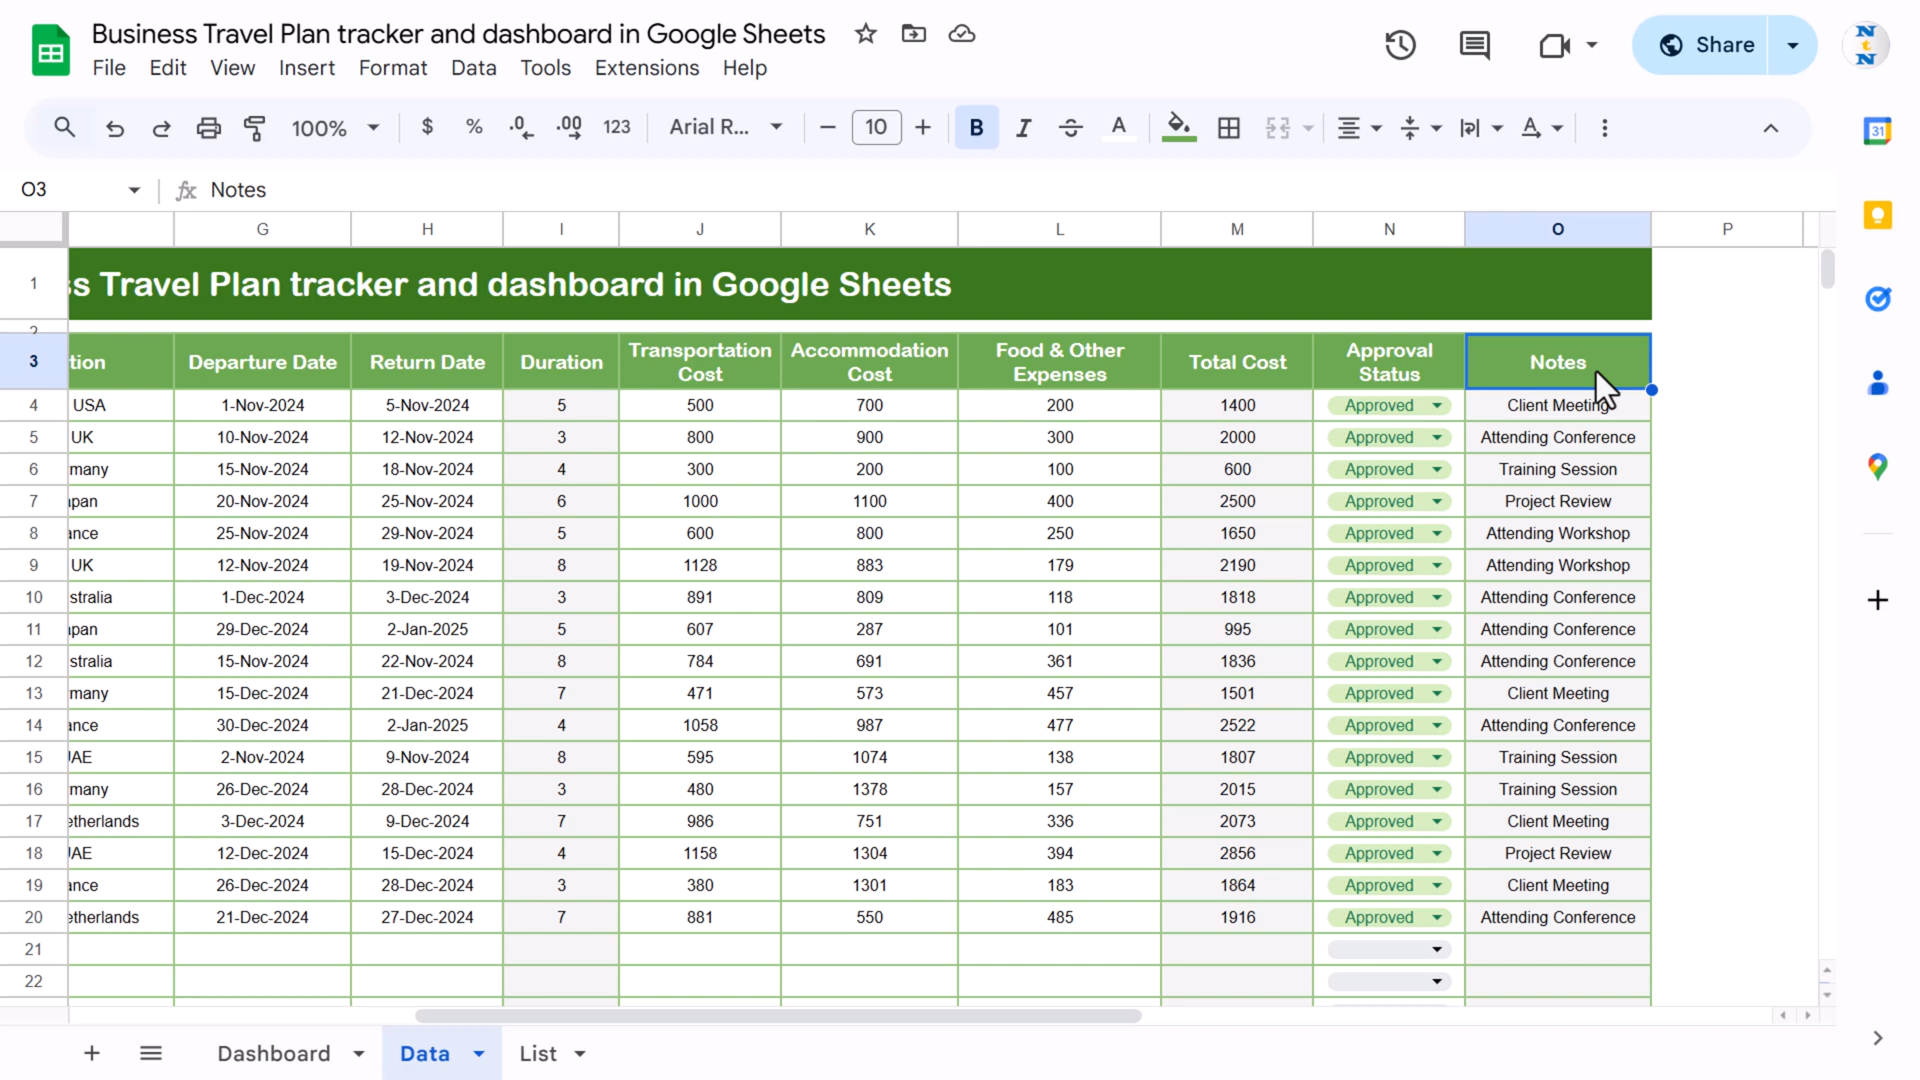 Business Travel Plan tracker and dashboard in Google Sheets
File Edit View Insert Format Data Tools Extensions Help
Share
N t N
100% $ % .0 .00 123 Arial R... 10 B I A
31
O3 Notes
G H I J K L M N O P
1 s Travel Plan tracker and dashboard in Google Sheets
2
3 tion Departure Date Return Date Duration Transportation Cost Accommodation Cost Food & Other Expenses Total Cost Approval Status Notes
4 USA 1-Nov-2024 5-Nov-2024 5 500 700 200 1400 Approved Client Meeting
5 UK 10-Nov-2024 12-Nov-2024 3 800 900 300 2000 Approved Attending Conference
6 many 15-Nov-2024 18-Nov-2024 4 300 200 100 600 Approved Training Session
7 pan 20-Nov-2024 25-Nov-2024 6 1000 1100 400 2500 Approved Project Review
8 ance 25-Nov-2024 29-Nov-2024 5 600 800 250 1650 Approved Attending Workshop
9 UK 12-Nov-2024 19-Nov-2024 8 1128 883 179 2190 Approved Attending Workshop
10 stralia 1-Dec-2024 3-Dec-2024 3 891 809 118 1818 Approved Attending Conference
11 pan 29-Dec-2024 2-Jan-2025 5 607 287 101 995 Approved Attending Conference
12 stralia 15-Nov-2024 22-Nov-2024 8 784 691 361 1836 Approved Attending Conference
13 many 15-Dec-2024 21-Dec-2024 7 471 573 457 1501 Approved Client Meeting
14 ance 30-Dec-2024 2-Jan-2025 4 1058 987 477 2522 Approved Attending Conference
15 AE 2-Nov-2024 9-Nov-2024 8 595 1074 138 1807 Approved Training Session
16 many 26-Dec-2024 28-Dec-2024 3 480 1378 157 2015 Approved Training Session
17 etherlands 3-Dec-2024 9-Dec-2024 7 986 751 336 2073 Approved Client Meeting
18 AE 12-Dec-2024 15-Dec-2024 4 1158 1304 394 2856 Approved Project Review
19 ance 26-Dec-2024 28-Dec-2024 3 380 1301 183 1864 Approved Client Meeting
20 etherlands 21-Dec-2024 27-Dec-2024 7 881 550 485 1916 Approved Attending Conference
21
22
Dashboard Data List